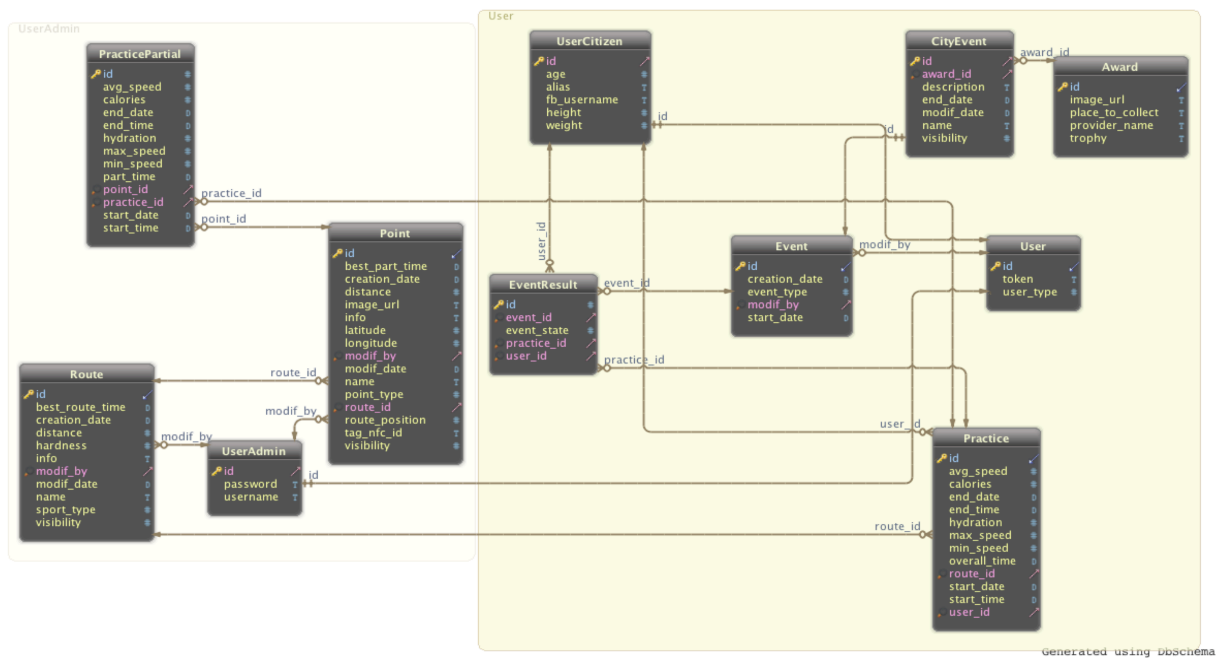 UserAdmin
PracticePartial
id
avg_speed
calories
end_date
end_time
hydration
max_speed
min_speed
part_time
point_id
practice_id
start_date
start_time
practice_id
point_id
Point
id
best_part_time
creation_date
distance
image_url
info
latitude
longitude
modif_by
modif_date
name
point_type
route_id
route_position
tag_nfc_id
visibility
route_id
modif_by
Route
id
best_route_time
creation_date
distance
hardness
info
modif_by
modif_date
name
sport_type
visibility
modif_by
UserAdmin
id
password
username
id
User
UserCitizen
id
age
alias
fb_username
height
weight
id
user_id
CityEvent
id
award_id
description
end_date
modif_date
name
visibility
award_id
id
Award
id
image_url
place_to_collect
provider_name
trophy
EventResult
id
event_id
event_state
practice_id
user_id
event_id
practice_id
Event
id
creation_date
event_type
modif_by
start_date
modif_by
User
id
token
user_type
user_id
Practice
id
avg_speed
calories
end_date
end_time
hydration
max_speed
min_speed
overall_time
route_id
start_date
start_time
user_id
route_id
Generated using DbSchema